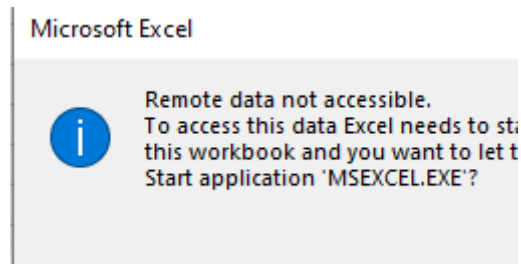 Microsoft Excel
Remote data not accessible.
To access this data Excel needs to
this workbook and you want to let
Start application 'MSEXCEL.EXE'?